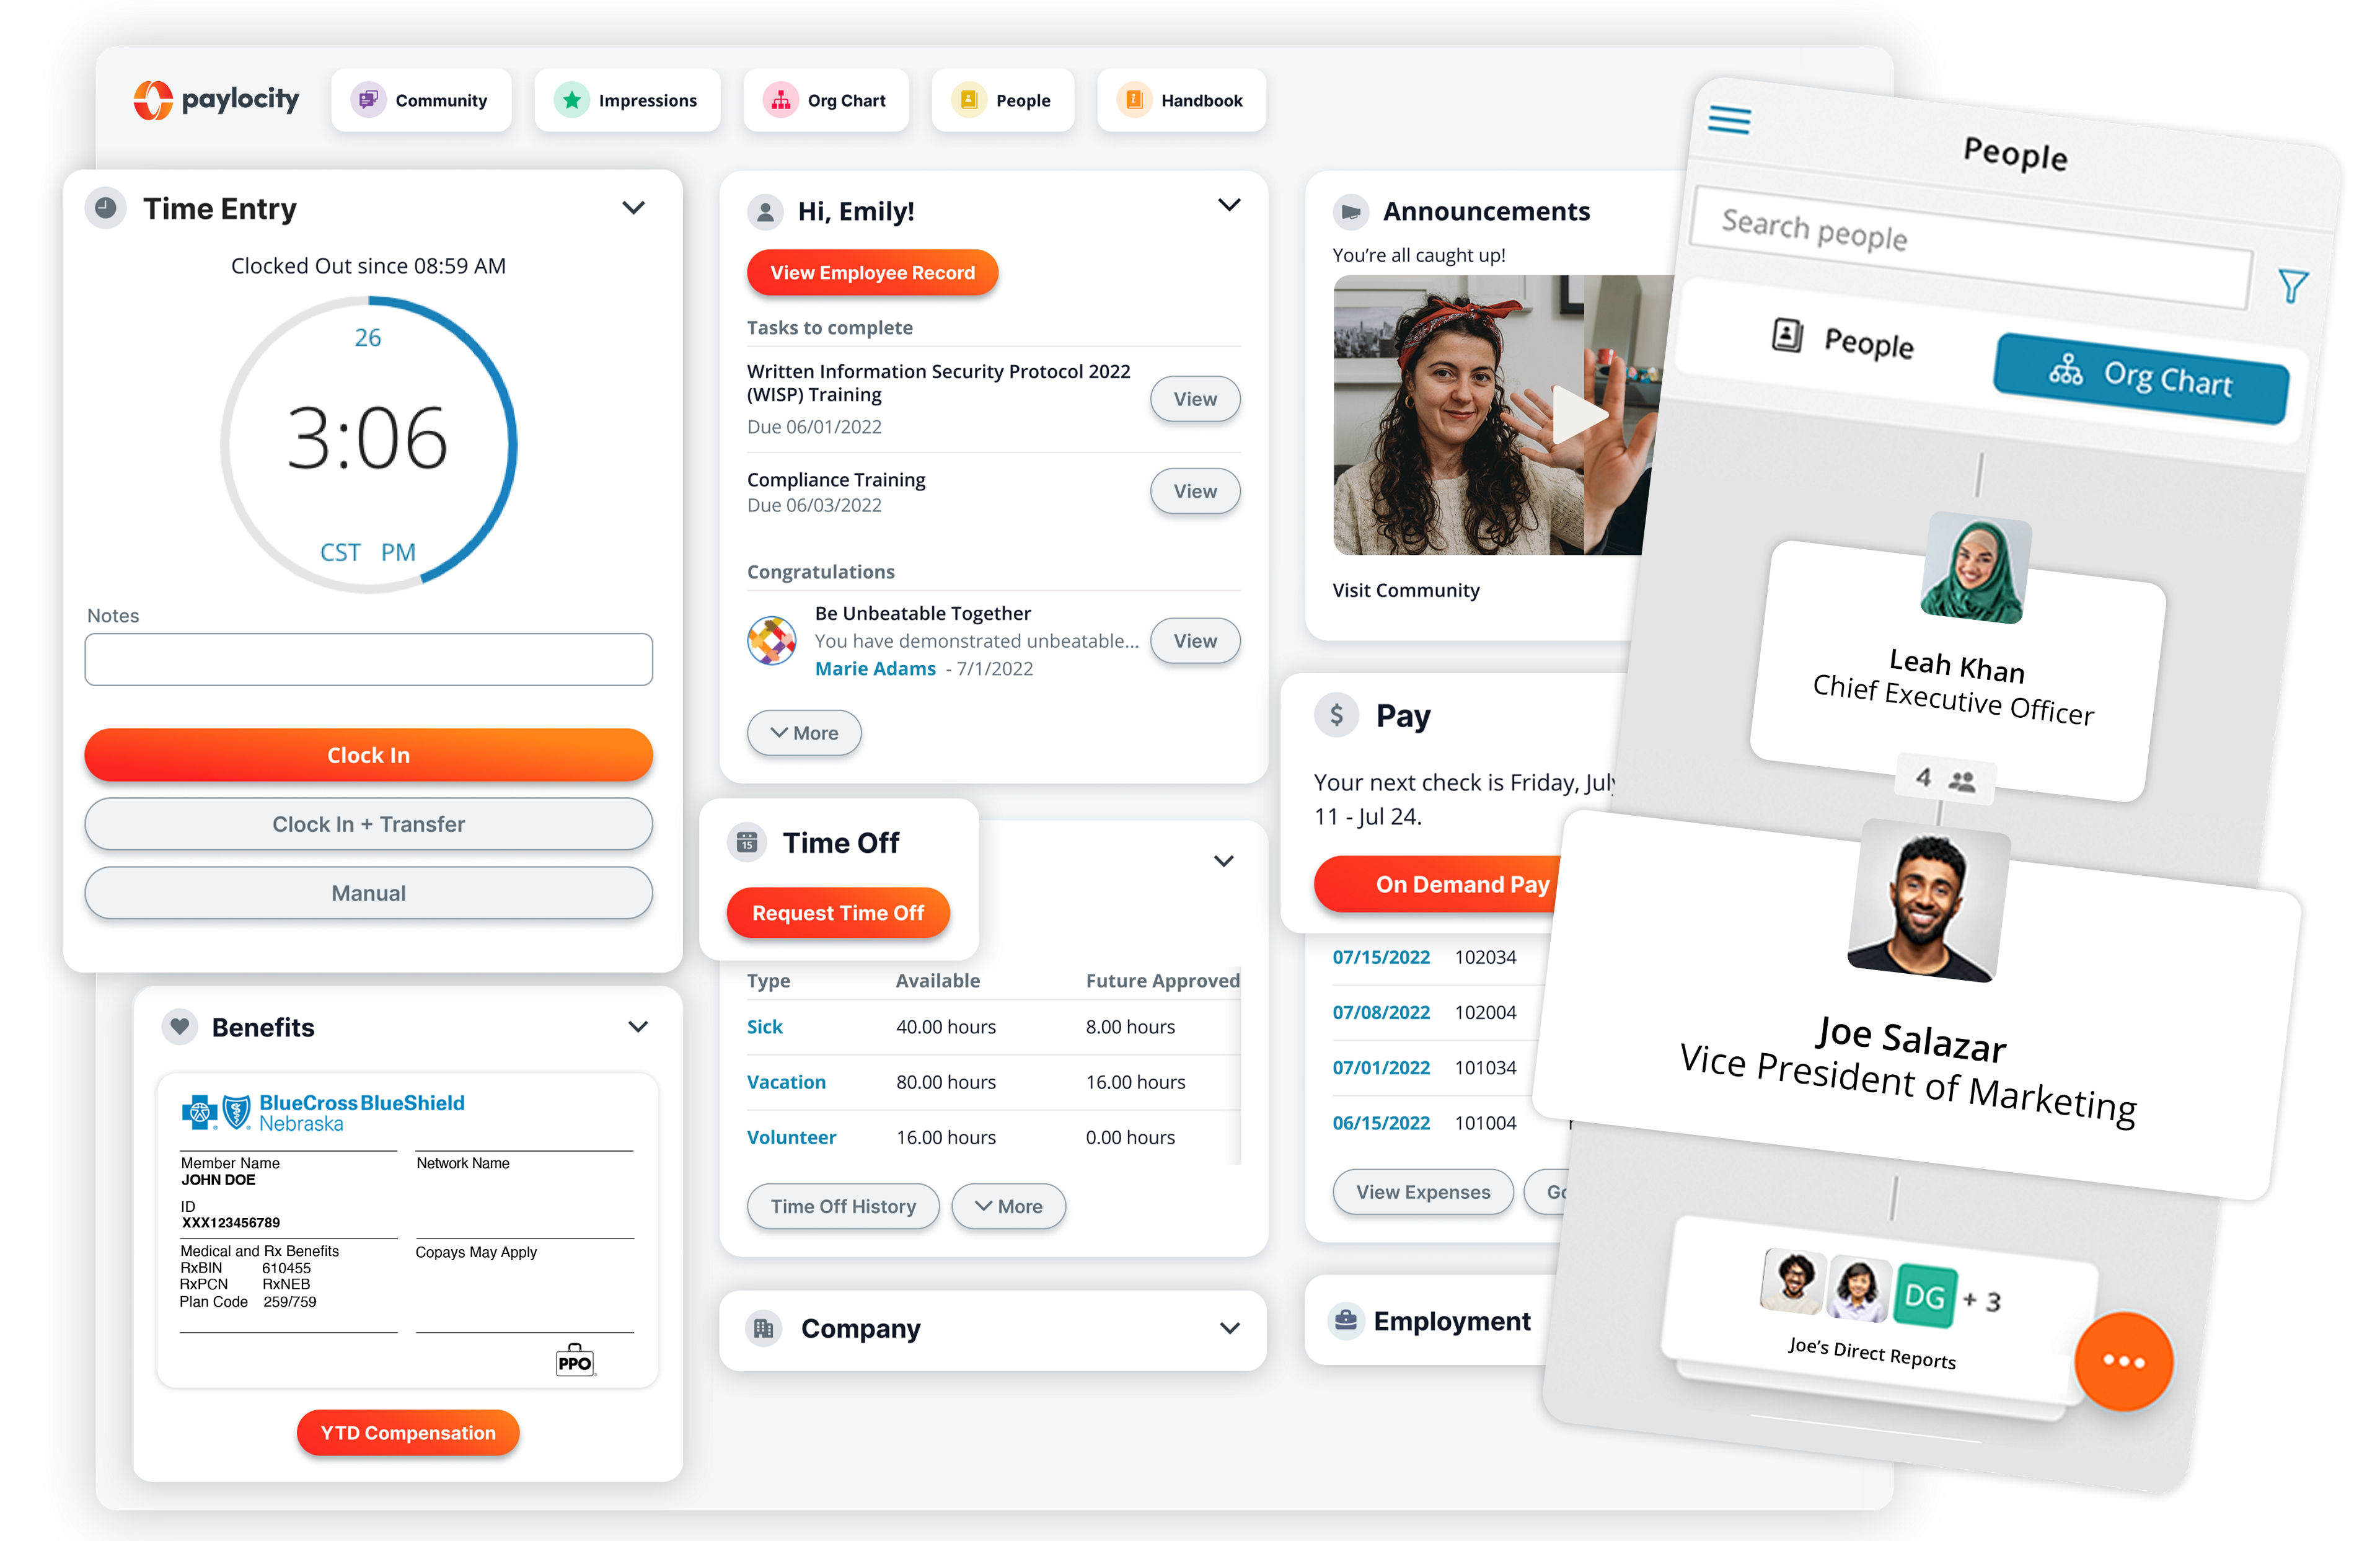 paylocity
Community
Impressions
Org Chart
People
Handbook
Time Entry
Clocked Out since 08:59 AM
26
3:06
CST PM
Notes
Clock In
Clock In + Transfer
Manual
Benefits
BlueCross BlueShield
Nebraska
Member Name
JOHN DOE
Network Name
ID
XXX123456789
Medical and Rx Benefits
Copays May Apply
RxBIN 610455
RxPCN RxNEB
Plan Code 259/759
PPO
YTD Compensation
Hi, Emily!
View Employee Record
Tasks to complete
Written Information Security Protocol 2022
(WISP) Training
Due 06/01/2022
View
Compliance Training
Due 06/03/2022
View
Congratulations
Be Unbeatable Together
You have demonstrated unbeatable...
Marie Adams - 7/1/2022
View
More
15
Time Off
Request Time Off
Type Available Future Approved
Sick 40.00 hours 8.00 hours
Vacation 80.00 hours 16.00 hours
Volunteer 16.00 hours 0.00 hours
Time Off History
More
Company
Announcements
You're all caught up!
Visit Community
$ Pay
Your next check is Friday, July
11 - Jul 24.
On Demand Pay
07/15/2022 102034
07/08/2022 102004
07/01/2022 101034
06/15/2022 101004
View Expenses
Employment
People
Search people
People
Org Chart
Leah Khan
Chief Executive Officer
4
Joe Salazar
Vice President of Marketing
DG + 3
Joe's Direct Reports